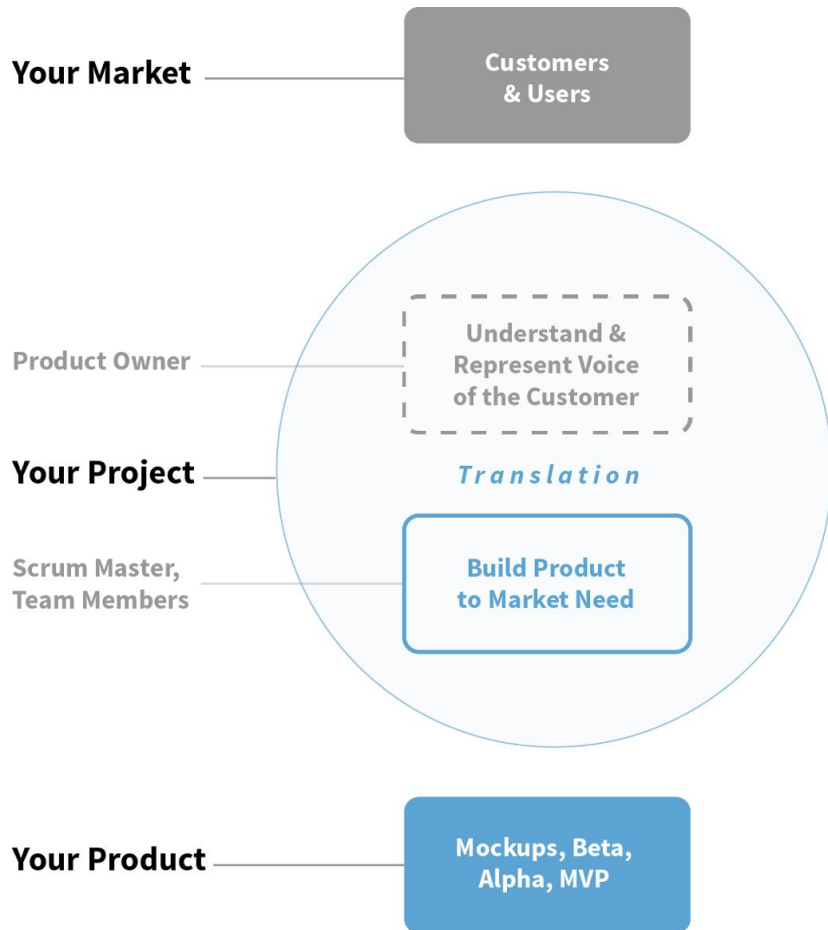 Your Market
Customers
& Users
Product Owner
Understand &
Represent Voice
of the Customer
Your Project
Translation
Scrum Master,
Team Members
Build Product
to Market Need
Your Product
Mockups, Beta,
Alpha, MVP